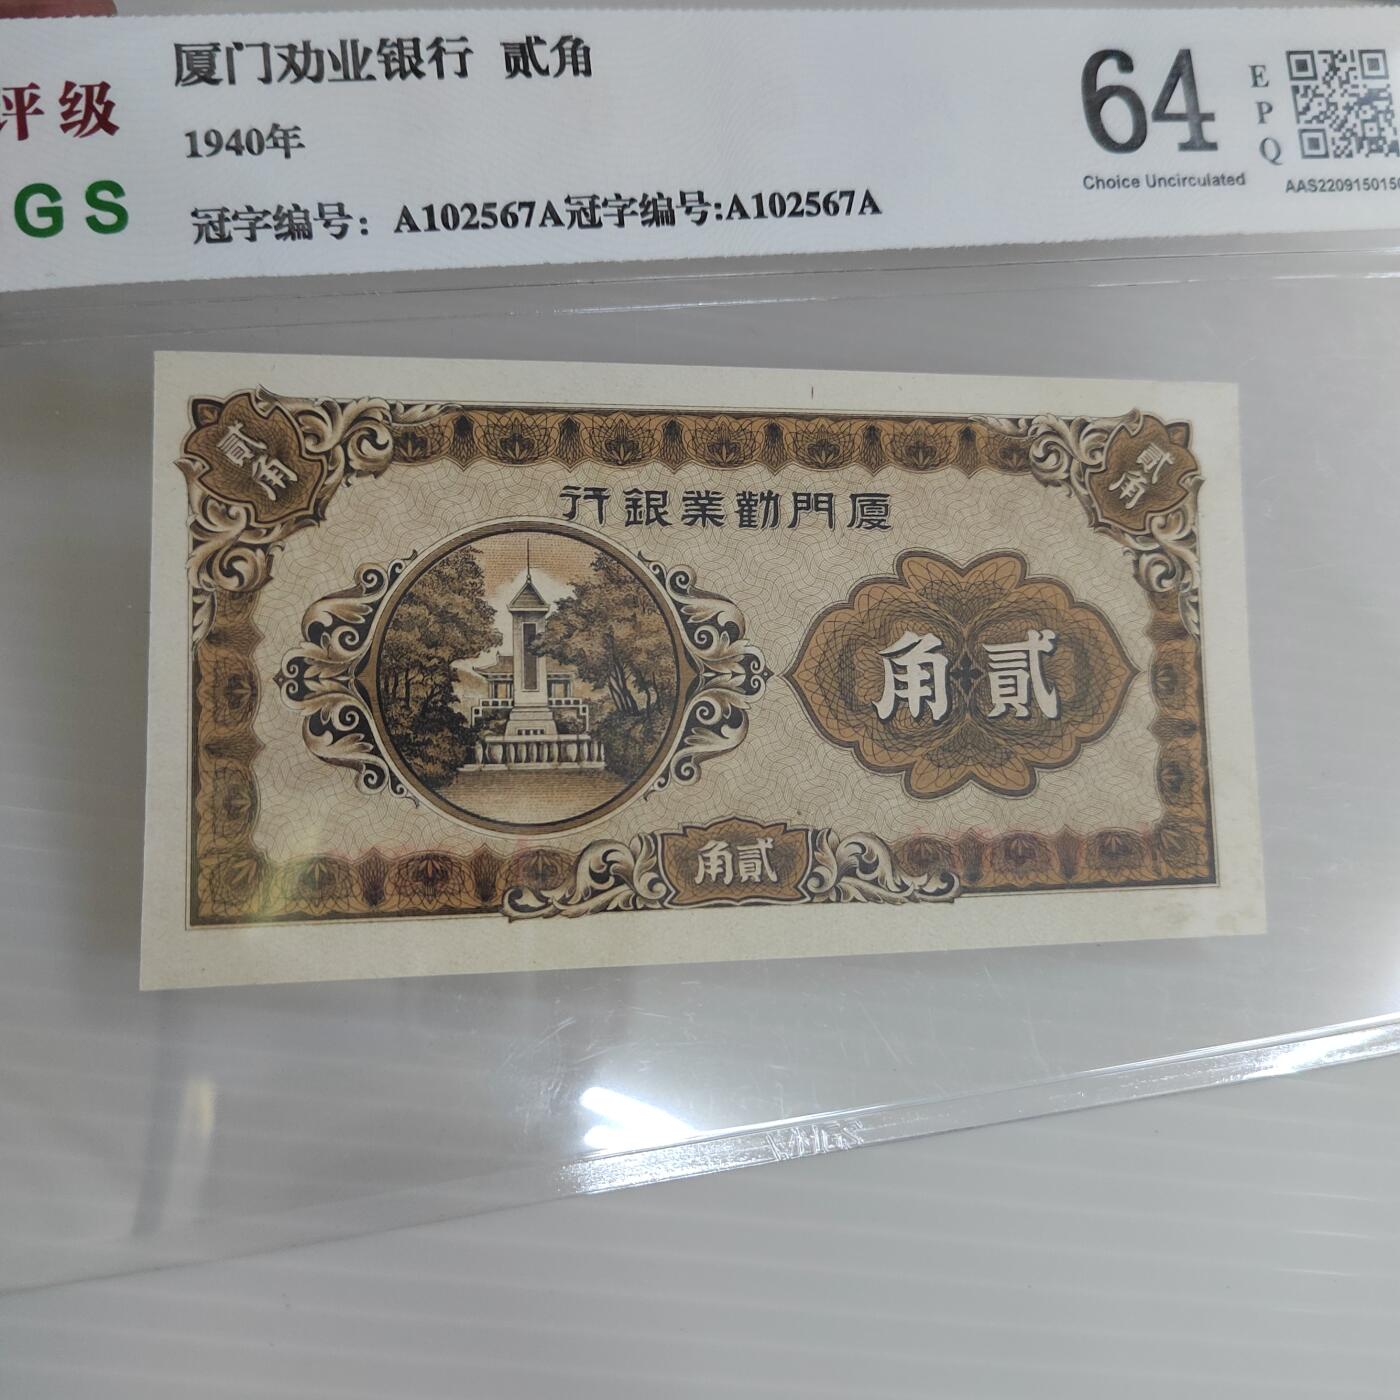 评级
GS
厦门劝业银行 贰角
1940年
冠字编号：A102567A冠字编号:A102567A
64
EPQ
Choice Uncirculated
AAS220915015
貳角
貳角
厦門勸業銀行
貳角
貳角